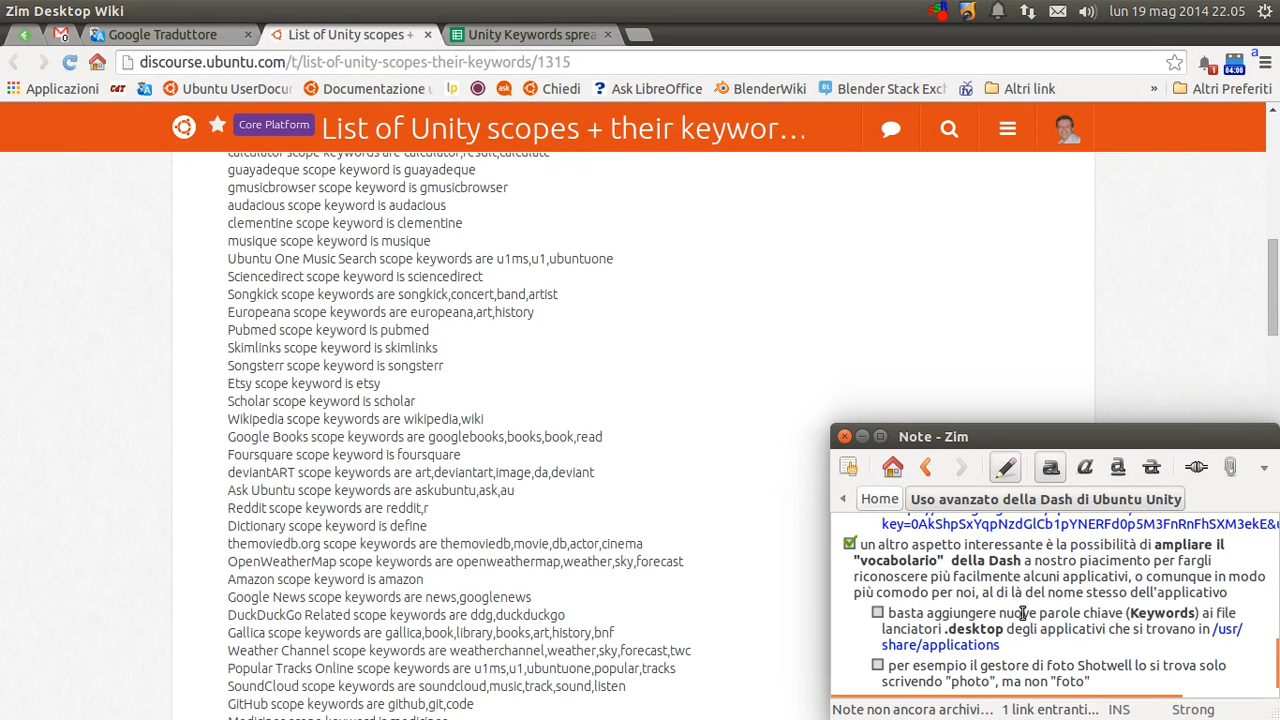 Zim Desktop Wiki
lun 19 mag 2014 22.05
Google Traduttore
List of Unity scopes +
Unity Keywords sprea
discourse.ubuntu.com/t/list-of-unity-scopes-their-keywords/1315
1
04:00
a
Applicazioni
CAT
Ubuntu UserDocu
Documentazione u
lp
ask
Chiedi
? Ask LibreOffice
BlenderWiki
BL Blender Stack Exch
Altri link
»
Altri Preferiti
Core Platform
List of Unity scopes + their keywor...
calculator scope keywords are calculator,result,calculate
guayadeque scope keyword is guayadeque
gmusicbrowser scope keyword is gmusicbrowser
audacious scope keyword is audacious
clementine scope keyword is clementine
musique scope keyword is musique
Ubuntu One Music Search scope keywords are u1ms,u1,ubuntuone
Sciencedirect scope keyword is sciencedirect
Songkick scope keywords are songkick,concert,band,artist
Europeana scope keywords are europeana,art,history
Pubmed scope keyword is pubmed
Skimlinks scope keyword is skimlinks
Songsterr scope keyword is songsterr
Etsy scope keyword is etsy
Scholar scope keyword is scholar
Wikipedia scope keywords are wikipedia,wiki
Google Books scope keywords are googlebooks,books,book,read
Foursquare scope keyword is foursquare
deviantART scope keywords are art,deviantart,image,da,deviant
Ask Ubuntu scope keywords are askubuntu,ask,au
Reddit scope keywords are reddit,r
Dictionary scope keyword is define
themoviedb.org scope keywords are themoviedb,movie,db,actor,cinema
OpenWeatherMap scope keywords are openweathermap,weather,sky,forecast
Amazon scope keyword is amazon
Google News scope keywords are news,googlenews
DuckDuckGo Related scope keywords are ddg,duckduckgo
Gallica scope keywords are gallica,book,library,books,art,history,bnf
Weather Channel scope keywords are weatherchannel,weather,sky,forecast,twc
Popular Tracks Online scope keywords are u1ms,u1,ubuntuone,popular,tracks
SoundCloud scope keywords are soundcloud,music,track,sound,listen
GitHub scope keywords are github,git,code
Note - Zim
Home
Uso avanzato della Dash di Ubuntu Unity
key=0AkShpSxYqpNzdGlCb1pYNERFd0p5M3FnRnFhSXM3ekE&u
un altro aspetto interessante è la possibilità di ampliare il
"vocabolario" della Dash a nostro piacimento per fargli
riconoscere più facilmente alcuni applicativi, o comunque in modo
più comodo per noi, al di là del nome stesso dell'applicativo
basta aggiungere nuove parole chiave (Keywords) ai file
lanciatori .desktop degli applicativi che si trovano in /usr/
share/applications
per esempio il gestore di foto Shotwell lo si trova solo
scrivendo "photo", ma non "foto"
Note non ancora archivi...
1 link entranti...
INS
Strong